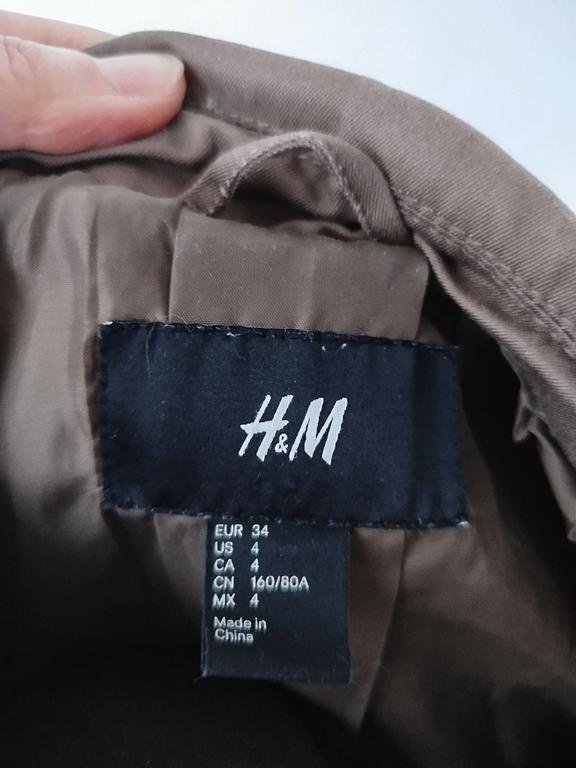 H&M
EUR 34
US 4
CA 4
CN 160/80A
MX 4
Made in
China